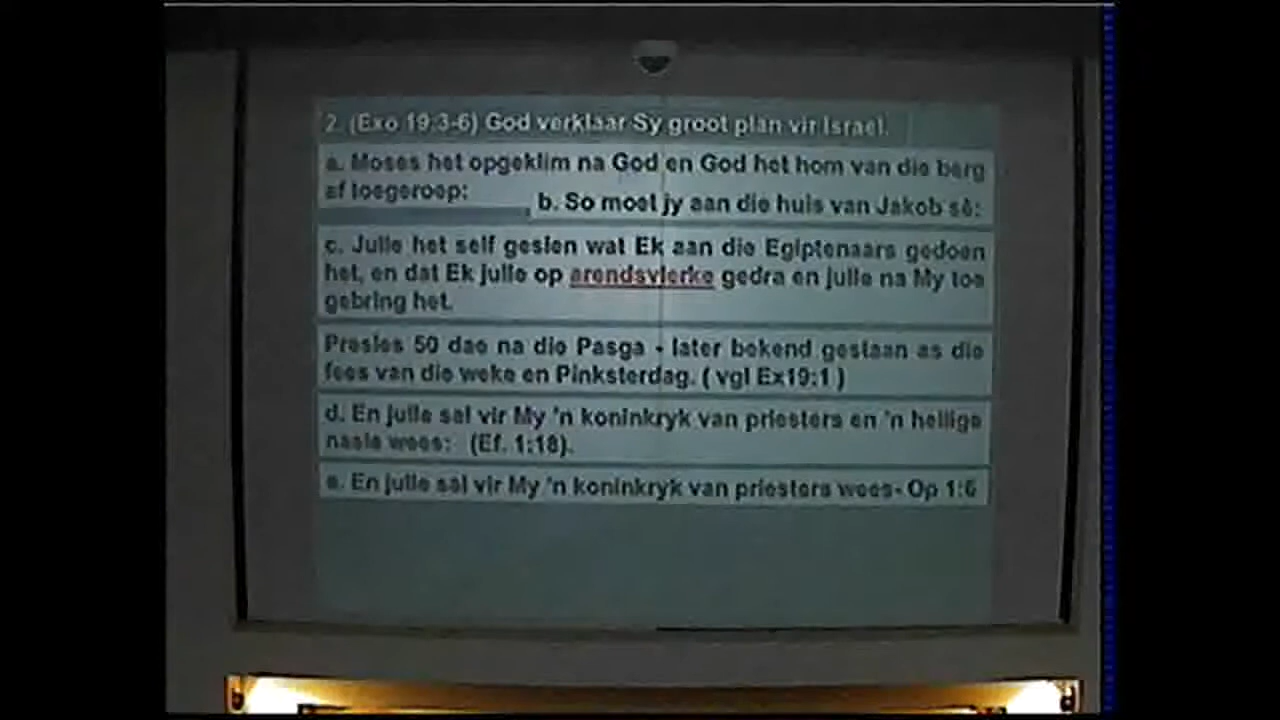 2. (Exo 19:3-6) God verklaar Sy groot plan vir Israel.
a. Moses het opgeklim na God en God het hom van die berg
af toegeroep:
b. So moet jy aan die huis van Jakob sê:
c. Julle het self gesien wat Ek aan die Egiptenaars gedoen
het, en dat Ek julle op arendsvlerke gedra en julle na My toe
gebring het.
Presies 50 dae na die Pasga - later bekend gestaan as die
fees van die weke en Pinksterdag. ( vgl Ex19:1 )
d. En julle sal vir My 'n koninkryk van priesters en 'n heilige
nasie wees: (Ef. 1:18).
e. En julle sal vir My 'n koninkryk van priesters wees- Op 1:6